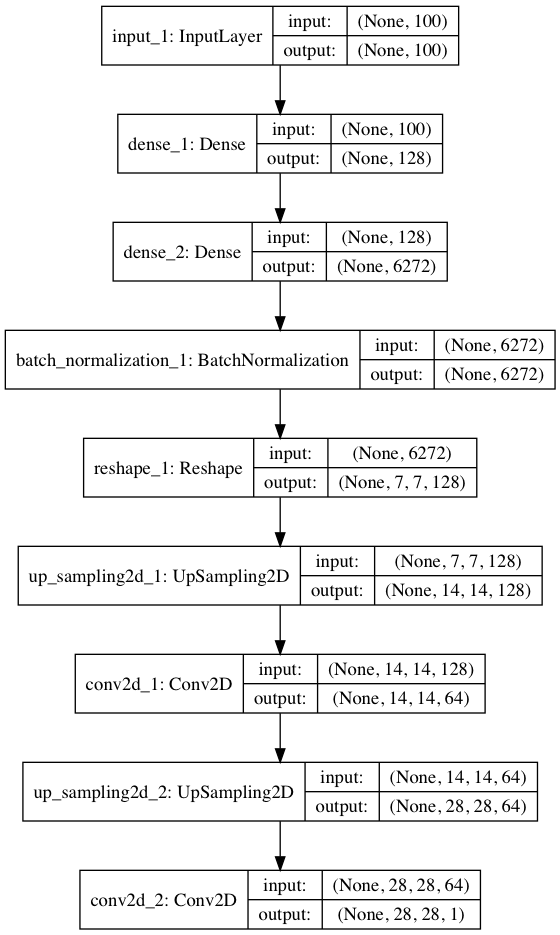 input_1: InputLayer
input: (None, 100)
output: (None, 100)
dense_1: Dense
input: (None, 100)
output: (None, 128)
dense_2: Dense
input: (None, 128)
output: (None, 6272)
batch_normalization_1: BatchNormalization
input: (None, 6272)
output: (None, 6272)
reshape_1: Reshape
input: (None, 6272)
output: (None, 7, 7, 128)
up_sampling2d_1: UpSampling2D
input: (None, 7, 7, 128)
output: (None, 14, 14, 128)
conv2d_1: Conv2D
input: (None, 14, 14, 128)
output: (None, 14, 14, 64)
up_sampling2d_2: UpSampling2D
input: (None, 14, 14, 64)
output: (None, 28, 28, 64)
conv2d_2: Conv2D
input: (None, 28, 28, 64)
output: (None, 28, 28, 1)